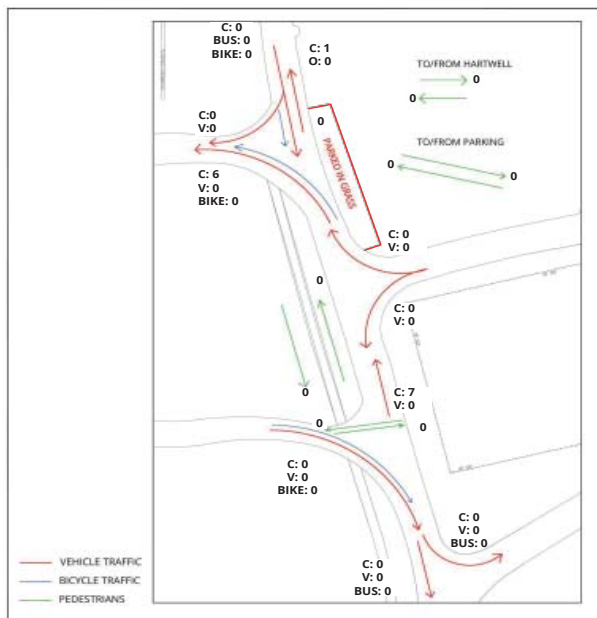 C: 0
BUS: 0
BIKE: 0
C: 1
O: 0
TO/FROM HARTWELL
0
0
C:0
V:0
0
PARKED IN GRASS
TO/FROM PARKING
0
0
C: 6
V: 0
BIKE: 0
C: 0
V: 0
0
C: 0
V: 0
0
C: 7
V: 0
0
0
C: 0
V: 0
BIKE: 0
C: 0
V: 0
BUS: 0
C: 0
V: 0
BUS: 0
VEHICLE TRAFFIC
BICYCLE TRAFFIC
PEDESTRIANS